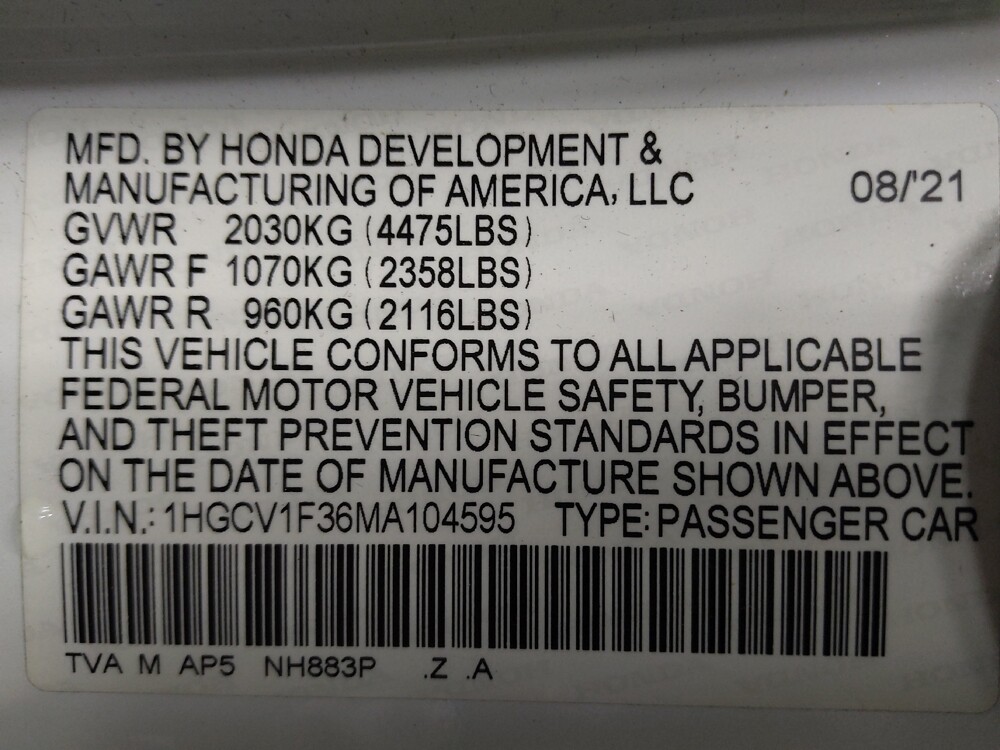 MFD. BY HONDA DEVELOPMENT &
MANUFACTURING OF AMERICA, LLC 08/'21
GVWR 2030KG (4475LBS)
GAWR F 1070KG (2358LBS)
GAWR R 960KG (2116LBS)
THIS VEHICLE CONFORMS TO ALL APPLICABLE
FEDERAL MOTOR VEHICLE SAFETY, BUMPER,
AND THEFT PREVENTION STANDARDS IN EFFECT
ON THE DATE OF MANUFACTURE SHOWN ABOVE.
V.I.N.: 1HGCV1F36MA104595 TYPE: PASSENGER CAR
TVA M AP5 NH883P .Z .A